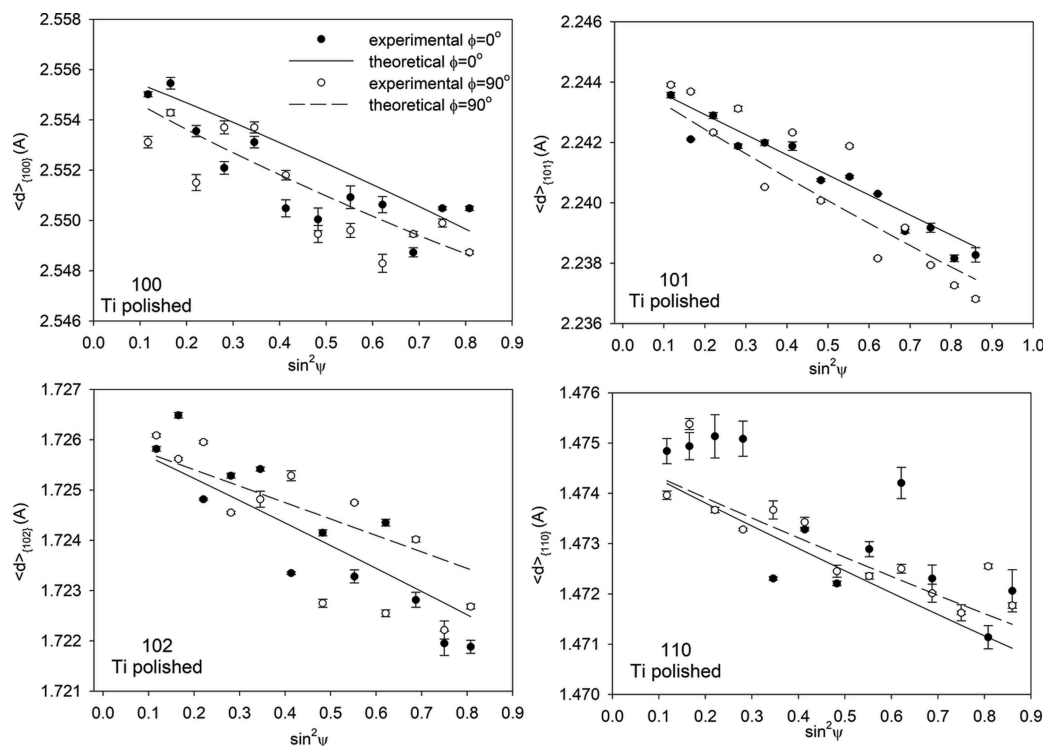 2.558
2.556
2.554
2.552
2.550
2.548
2.546
<d>{100} (A)
experimental ϕ=0°
theoretical ϕ=0°
experimental ϕ=90°
theoretical ϕ=90°
100
Ti polished
0.0 0.1 0.2 0.3 0.4 0.5 0.6 0.7 0.8 0.9
sin²ψ
2.246
2.244
2.242
2.240
2.238
2.236
<d>{101} (A)
101
Ti polished
0.0 0.1 0.2 0.3 0.4 0.5 0.6 0.7 0.8 0.9 1.0
sin²ψ
1.727
1.726
1.725
1.724
1.723
1.722
1.721
<d>{102} (A)
102
Ti polished
0.0 0.1 0.2 0.3 0.4 0.5 0.6 0.7 0.8 0.9
sin²ψ
1.476
1.475
1.474
1.473
1.472
1.471
1.470
<d>{110} (A)
110
Ti polished
0.0 0.1 0.2 0.3 0.4 0.5 0.6 0.7 0.8 0.9
sin²ψ